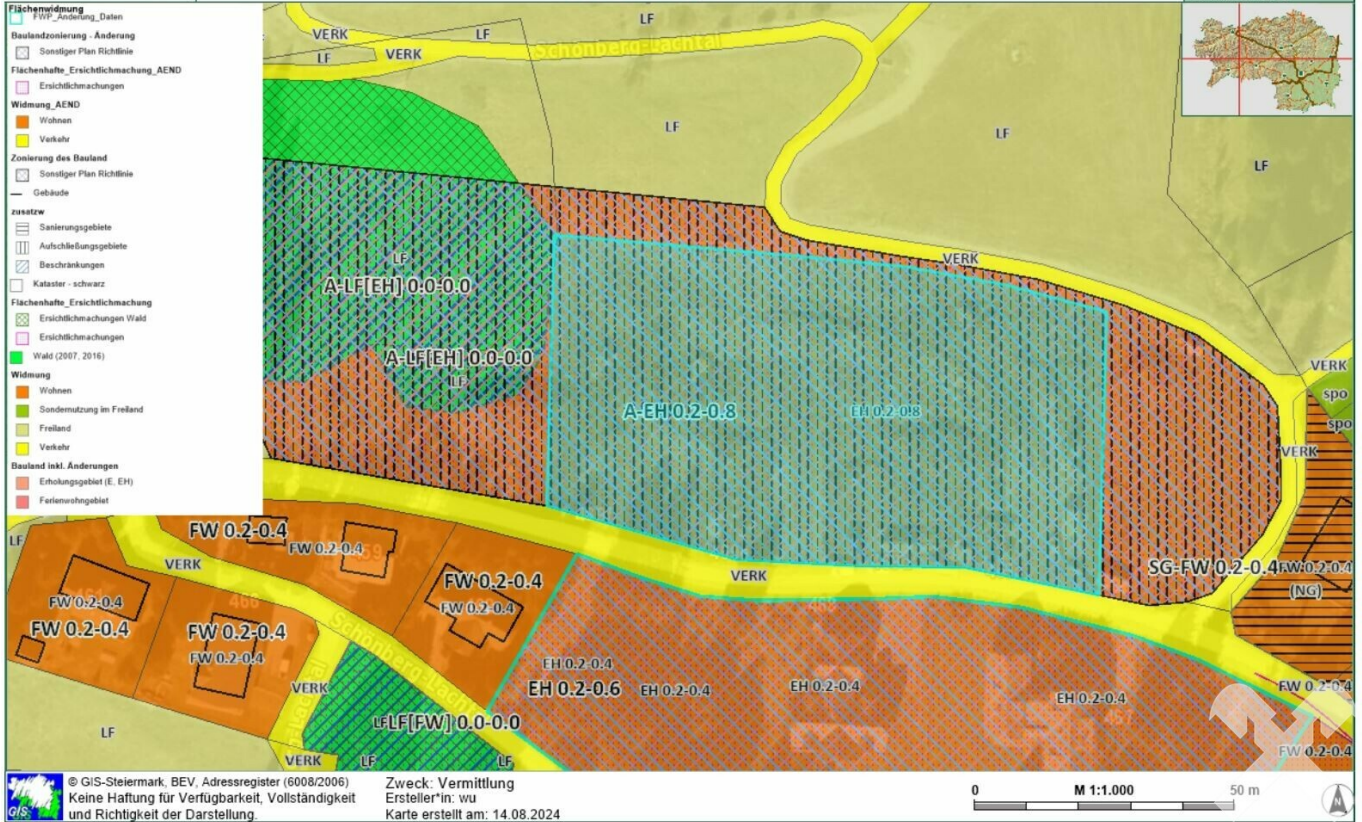 Flächenwidmung
FWP_Änderung_Daten
Baulandzonierung - Änderung
Sonstiger Plan Richtlinie
Flächenhafte_Ersichtlichmachung_AEND
Ersichtlichmachungen
Widmung_AEND
Wohnen
Verkehr
Zonierung des Bauland
Sonstiger Plan Richtlinie
Gebäude
zusatzw
Sanierungsgebiete
Aufschließungsgebiete
Beschränkungen
Kataster - schwarz
Flächenhafte_Ersichtlichmachung
Ersichtlichmachungen Wald
Ersichtlichmachungen
Wald (2007, 2016)
Widmung
Wohnen
Sondernutzung im Freiland
Freiland
Verkehr
Bauland inkl. Änderungen
Erholungsgebiet (E, EH)
Ferienwohngebiet
LF
VERK
LF
LF
VERK
Schönberg-Lachtal
LF
LF
LF
VERK
LF
A-LF[EH] 0.0-0.0
A-LF[EH] 0.0-0.0
LF
A-EH 0.2-0.8
EH 0.2-0.8
VERK
spo
spo
VERK
LF
FW 0.2-0.4
FW 0.2-0.4
459
VERK
VERK
SG-FW 0.2-0.4
FW 0.2-0.4
(NG)
FW 0.2-0.4
FW 0.2-0.4
FW 0.2-0.4
FW 0.2-0.4
466
FW 0.2-0.4
FW 0.2-0.4
Schönberg-Lachtal
EH 0.2-0.4
EH 0.2-0.6
EH 0.2-0.4
EH 0.2-0.4
EH 0.2-0.4
467
FW 0.2-0.4
VERK
LF
LF[FW] 0.0-0.0
LF
VERK
LF
LF
FW 0.2-0.4
GIS
© GIS-Steiermark, BEV, Adressregister (6008/2006)
Keine Haftung für Verfügbarkeit, Vollständigkeit
und Richtigkeit der Darstellung.
Zweck: Vermittlung
Ersteller*in: wu
Karte erstellt am: 14.08.2024
0 M 1:1.000 50 m
N